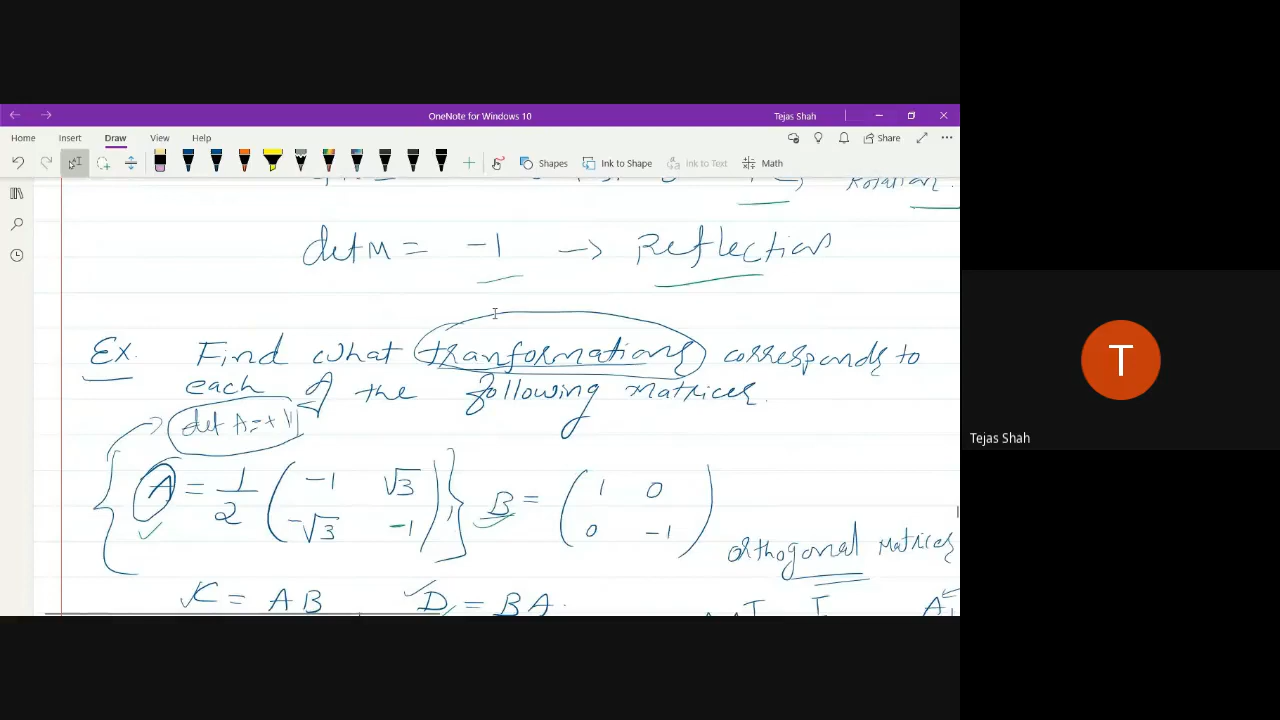 OneNote for Windows 10
Tejas Shah
Home Insert Draw View Help
Share
Shapes Ink to Shape Ink to Text Math
Rotation.
det M = -1 → Reflection
Ex. Find what tranformations corresponds to
each of the following matrices.
det A = +1
A = 1/2 ( -1 √3
-√3 -1 ) , B = ( 1 0
0 -1 )
orthogonal matrices
C = AB D = BA.
T
Tejas Shah